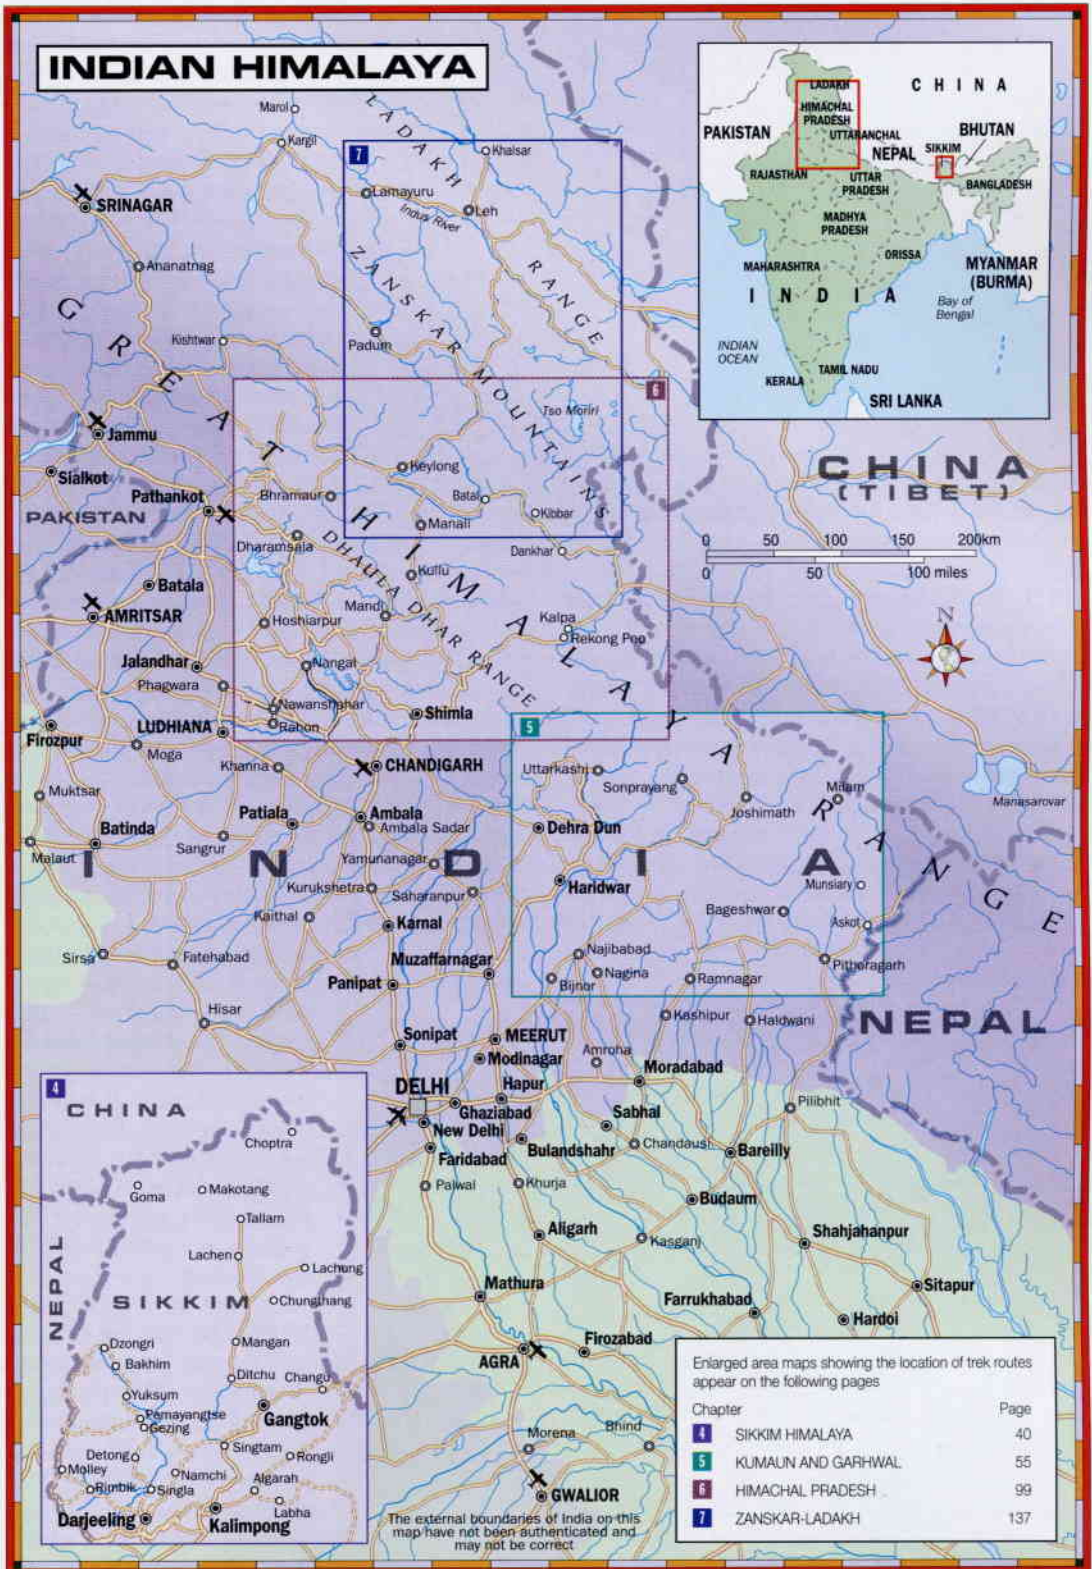 INDIAN HIMALAYA
LADAKH
HIMACHAL
PRADESH
UTTARANCHAL
CHINA
PAKISTAN
NEPAL
SIKKIM
BHUTAN
RAJASTHAN
UTTAR
PRADESH
BANGLADESH
MADHYA
PRADESH
ORISSA
MAHARASHTRA
MYANMAR
(BURMA)
INDIA
Bay of
Bengal
INDIAN
OCEAN
TAMIL NADU
KERALA
SRI LANKA
Marol
Kargil
7
LADAKH RANGE
Khalsar
SRINAGAR
Lamayuru
Indus River
Leh
Ananatnag
ZANSKAR MOUNTAINS
GREAT HIMALAYA RANGE
Kishtwar
Padum
6
Tso Moriri
Jammu
Sialkot
Keylong
CHINA
(TIBET)
Pathankot
Bhramaur
Batal
Kibbar
PAKISTAN
Manali
Dharamsala
DHAULA DHAR RANGE
Dankhar
0 50 100 150 200km
0 50 100 miles
Batala
Kullu
AMRITSAR
Mandi
Hoshiarpur
Kalpa
Rekong Peo
N
Jalandhar
Nangat
Phagwara
Nawanshahar
Rahon
Shimla
LUDHIANA
Firozpur
Moga
5
Khanna
CHANDIGARH
Uttarkashi
Sonprayang
Muktsar
Joshimath
Milam
Manasarovar
Patiala
Ambala
Ambala Sadar
Dehra Dun
Batinda
Malaut
Sangrur
INDIA
Yamunanagar
Kurukshetra
Saharanpur
Haridwar
Munsiary
Kaithal
Karnal
Bageshwar
Askot
Sirsa
Fatehabad
Muzaffarnagar
Najibabad
Nagina
Bijnor
Ramnagar
Pithoragarh
Panipat
Hisar
Kashipur
Haldwani
NEPAL
Sonipat
MEERUT
Modinagar
Amroha
Moradabad
DELHI
Hapur
Ghaziabad
New Delhi
Sabhal
Pilibhit
Faridabad
Bulandshahr
Chandausi
Bareilly
Palwal
Khurja
Budaum
Aligarh
Kasganj
Shahjahanpur
Mathura
Farrukhabad
Sitapur
Hardoi
AGRA
Firozabad
Morena
Bhind
GWALIOR
4
CHINA
Choptra
Goma
Makotang
Tallam
NEPAL
Lachen
Lachung
SIKKIM
Chungthang
Dzongri
Mangan
Bakhim
Ditchu
Changu
Yuksum
Pemayangtse
Gezing
Gangtok
Singtam
Detong
Rongli
Molley
Namchi
Algarah
Rimbik
Singla
Labha
Darjeeling
Kalimpong
The external boundaries of India on this
map have not been authenticated and
may not be correct
Enlarged area maps showing the location of trek routes
appear on the following pages
Chapter Page
4 SIKKIM HIMALAYA 40
5 KUMAUN AND GARHWAL 55
6 HIMACHAL PRADESH 99
7 ZANSKAR-LADAKH 137